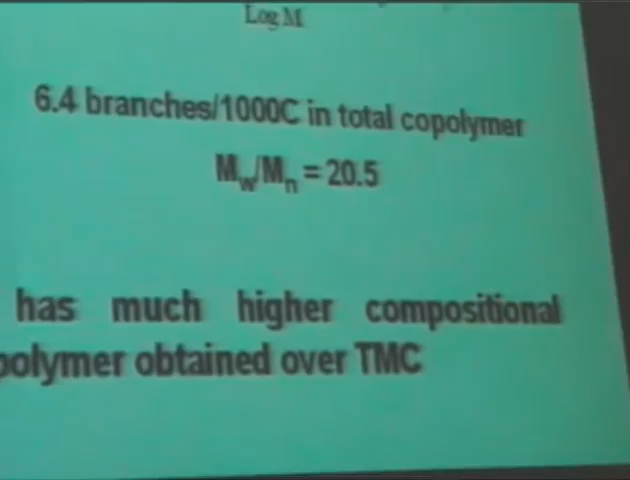 Log M
6.4 branches/1000C in total copolymer
Mw/Mn = 20.5
has much higher compositional
polymer obtained over TMC